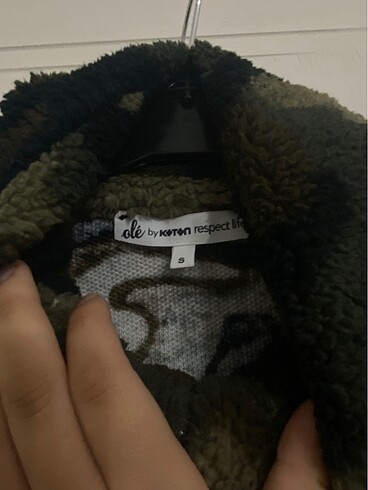 olé by KOTON respect life
S